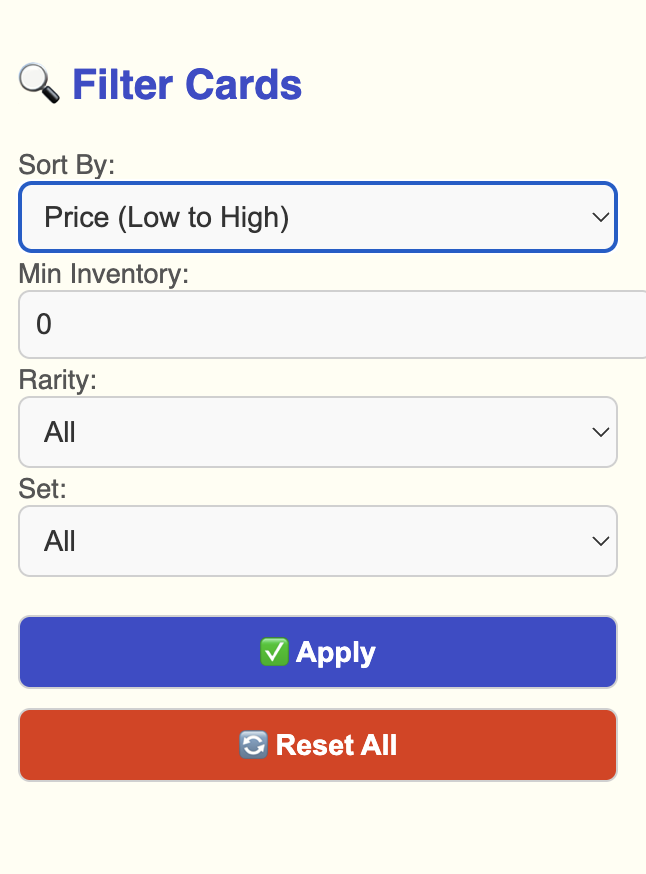 🔍 Filter Cards
Sort By:
Price (Low to High)
Min Inventory:
0
Rarity:
All
Set:
All
✅ Apply
🔄 Reset All